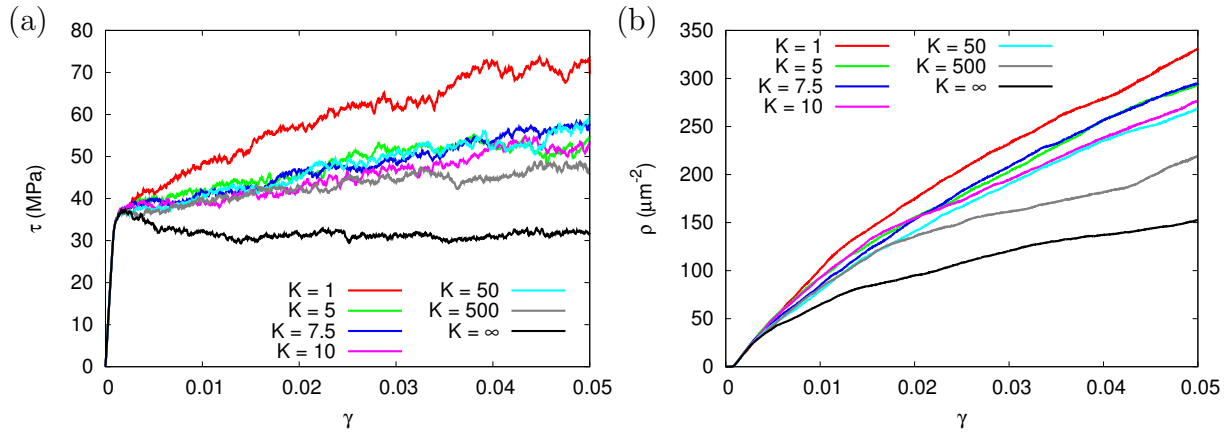 (a)
τ (MPa)
80
70
60
50
40
30
20
10
0
K = 1
K = 5
K = 7.5
K = 10
K = 50
K = 500
K = ∞
0 0.01 0.02 0.03 0.04 0.05
γ
(b)
ρ (μm⁻²)
350
300
250
200
150
100
50
0
K = 1
K = 5
K = 7.5
K = 10
K = 50
K = 500
K = ∞
0 0.01 0.02 0.03 0.04 0.05
γ